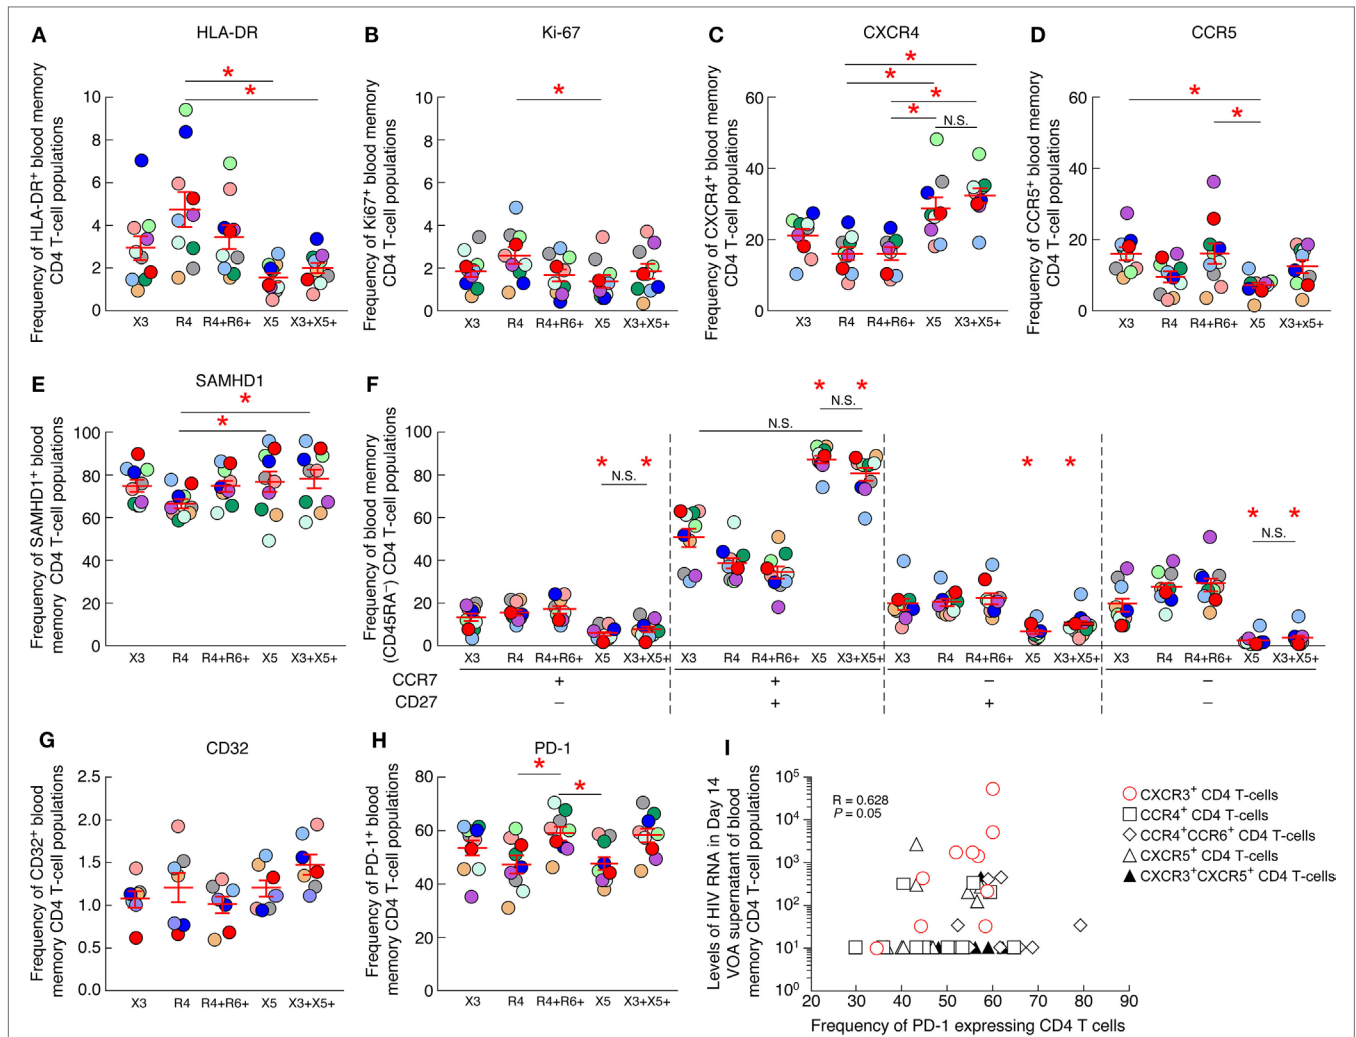 A
HLA-DR
Frequency of HLA-DR⁺ blood memory
CD4 T-cell populations
10
8
6
4
2
0
X3
R4
R4+R6+
X5
X3+X5+
*
*
B
Ki-67
Frequency of Ki67⁺ blood memory
CD4 T-cell populations
10
8
6
4
2
0
X3
R4
R4+R6+
X5
X3+X5+
*
C
CXCR4
Frequency of CXCR4⁺ blood memory
CD4 T-cell populations
60
40
20
0
X3
R4
R4+R6+
X5
X3+X5+
*
*
*
*
N.S.
D
CCR5
Frequency of CCR5⁺ blood memory
CD4 T-cell populations
60
40
20
0
X3
R4
R4+R6+
X5
X3+x5+
*
*
E
SAMHD1
Frequency of SAMHD1⁺ blood
memory CD4 T-cell populations
100
80
60
40
20
0
X3
R4
R4+R6+
X5
X3+X5+
*
*
F
Frequency of blood memory
(CD45RA⁻) CD4 T-cell populations
100
80
60
40
20
0
* *
N.S.
* *
N.S.
N.S.
* *
* *
N.S.
X3 R4 R4+R6+ X5 X3+X5+
X3 R4 R4+R6+ X5 X3+X5+
X3 R4 R4+R6+ X5 X3+X5+
X3 R4 R4+R6+ X5 X3+X5+
CCR7 + + − −
CD27 − + + −
G
CD32
Frequency of CD32⁺ blood
memory CD4 T-cell populations
2.5
2.0
1.5
1.0
0.5
0.0
X3
R4
R4+R6+
X5
X3+X5+
H
PD-1
Frequency of PD-1⁺ blood
memory CD4 T-cell populations
80
60
40
20
0
X3
R4
R4+R6+
X5
X3+X5+
*
*
I
Levels of HIV RNA in Day 14
VOA supernatant of blood
memory CD4 T-cell populations
10⁵
10⁴
10³
10²
10¹
10⁰
R = 0.628
P = 0.05
20 30 40 50 60 70 80 90
Frequency of PD-1 expressing CD4 T cells
CXCR3⁺ CD4 T-cells
CCR4⁺ CD4 T-cells
CCR4⁺CCR6⁺ CD4 T-cells
CXCR5⁺ CD4 T-cells
CXCR3⁺CXCR5⁺ CD4 T-cells